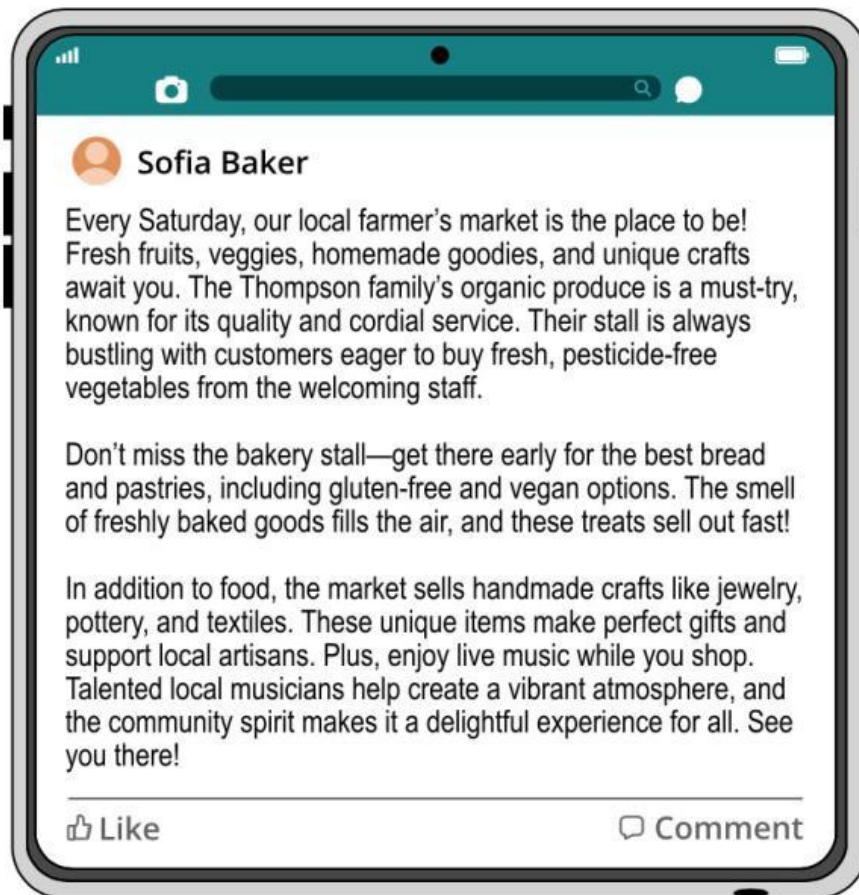 Sofia Baker
Every Saturday, our local farmer’s market is the place to be!
Fresh fruits, veggies, homemade goodies, and unique crafts
await you. The Thompson family’s organic produce is a must-try,
known for its quality and cordial service. Their stall is always
bustling with customers eager to buy fresh, pesticide-free
vegetables from the welcoming staff.
Don’t miss the bakery stall—get there early for the best bread
and pastries, including gluten-free and vegan options. The smell
of freshly baked goods fills the air, and these treats sell out fast!
In addition to food, the market sells handmade crafts like jewelry,
pottery, and textiles. These unique items make perfect gifts and
support local artisans. Plus, enjoy live music while you shop.
Talented local musicians help create a vibrant atmosphere, and
the community spirit makes it a delightful experience for all. See
you there!
Like
Comment